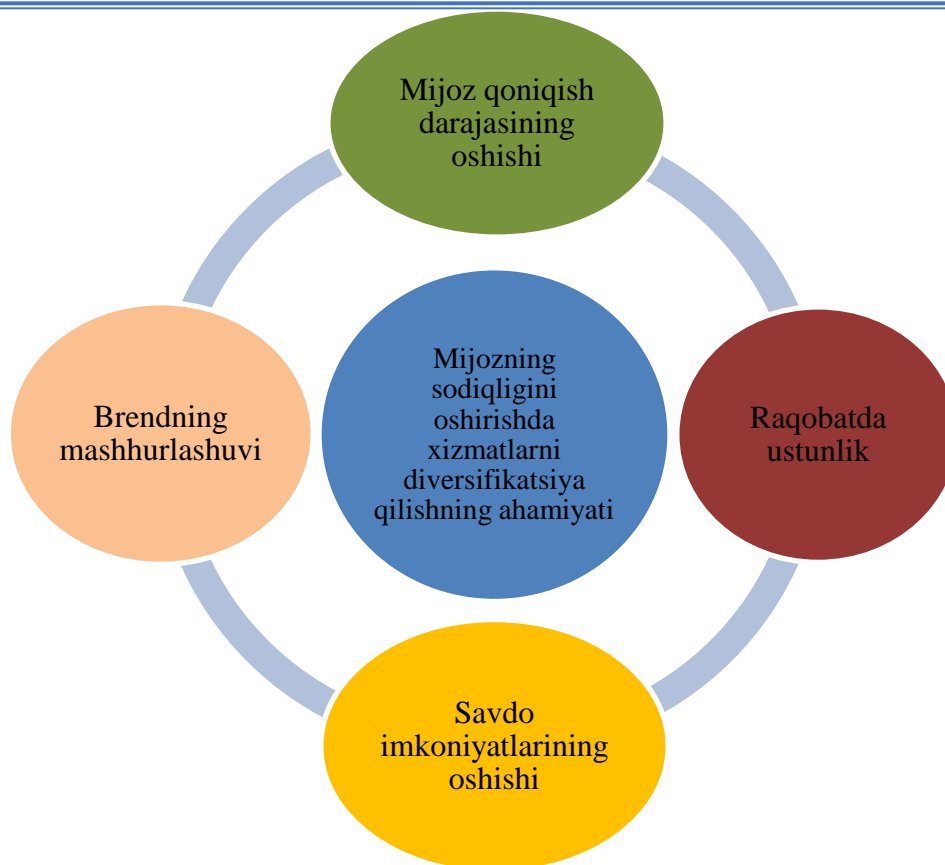 Mijoz qoniqish
darajasining
oshishi
Mijozning
sodiqligini
oshirishda
xizmatlarni
diversifikatsiya
qilishning ahamiyati
Brendning
mashhurlashuvi
Raqobatda
ustunlik
Savdo
imkoniyatlarining
oshishi